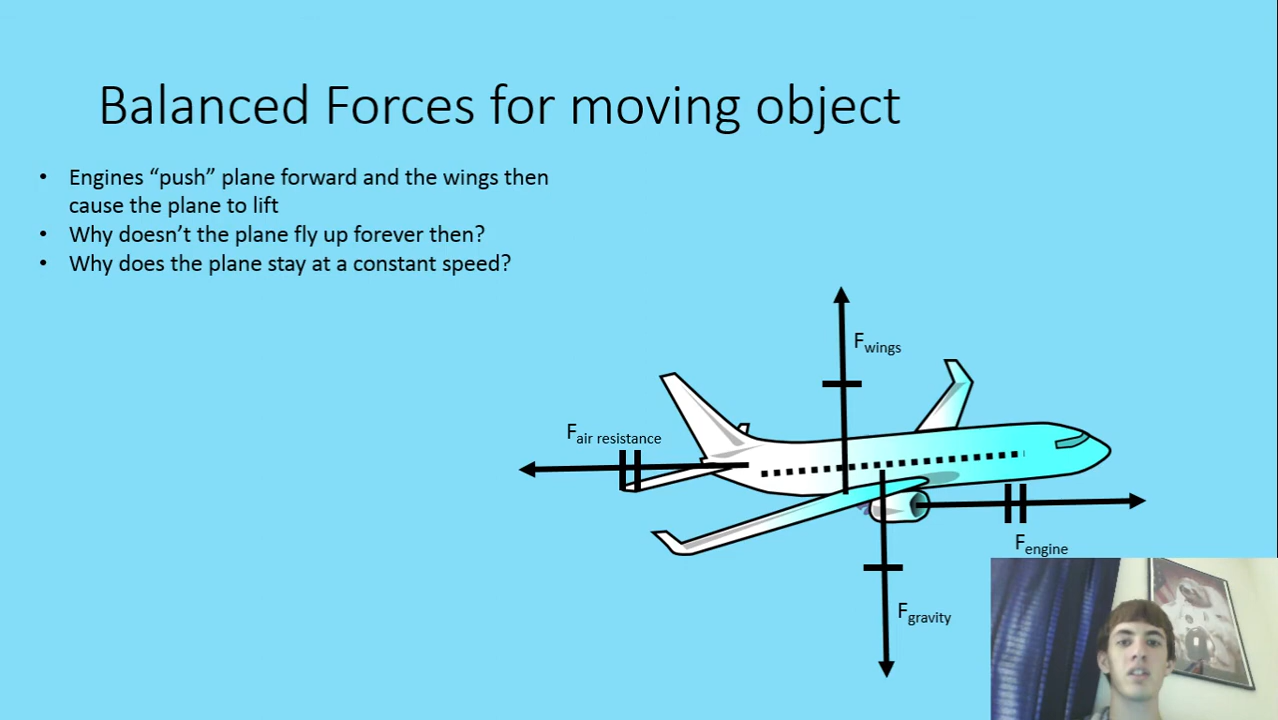 Balanced Forces for moving object
• Engines “push” plane forward and the wings then
cause the plane to lift
• Why doesn’t the plane fly up forever then?
• Why does the plane stay at a constant speed?
Fwings
Fair resistance
Fengine
Fgravity